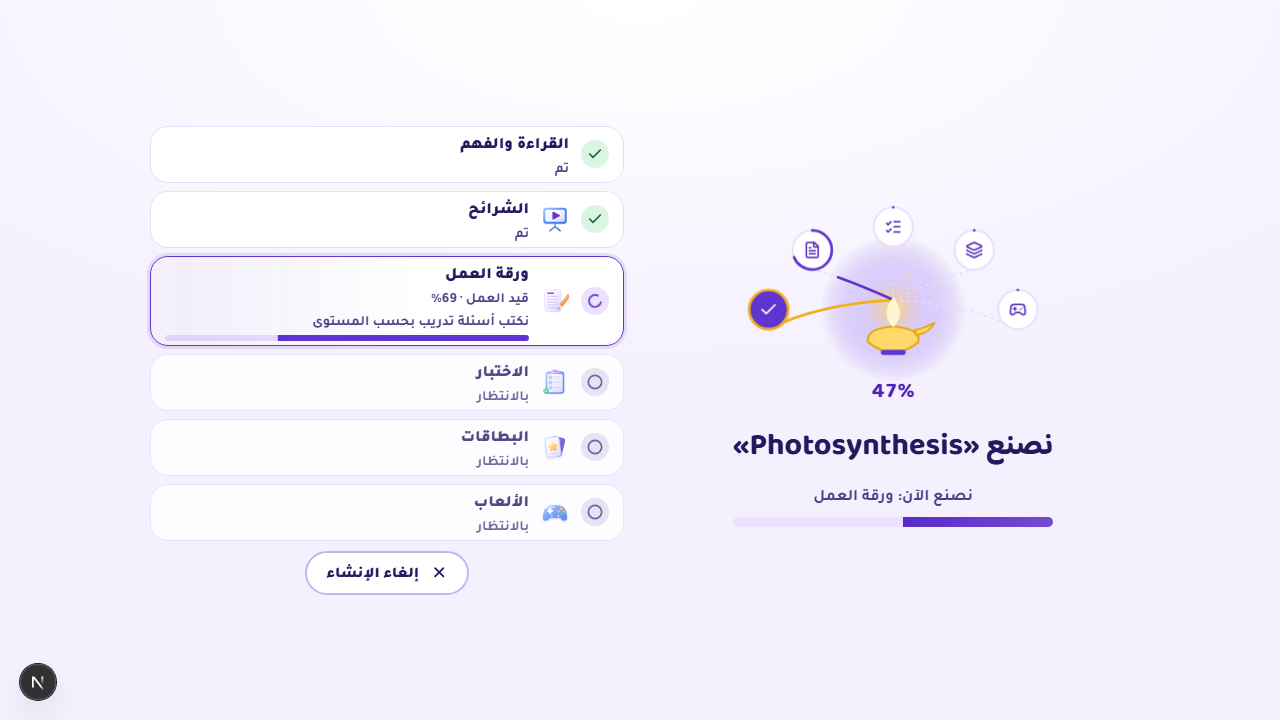 نصنع «Photosynthesis»
47%
نصنع الآن: ورقة العمل
القراءة والفهم
تم
الشرائح
تم
ورقة العمل
قيد العمل · 69%
نكتب أسئلة تدريب بحسب المستوى
الاختبار
بالانتظار
البطاقات
بالانتظار
الألعاب
بالانتظار
إلغاء الإنشاء
N